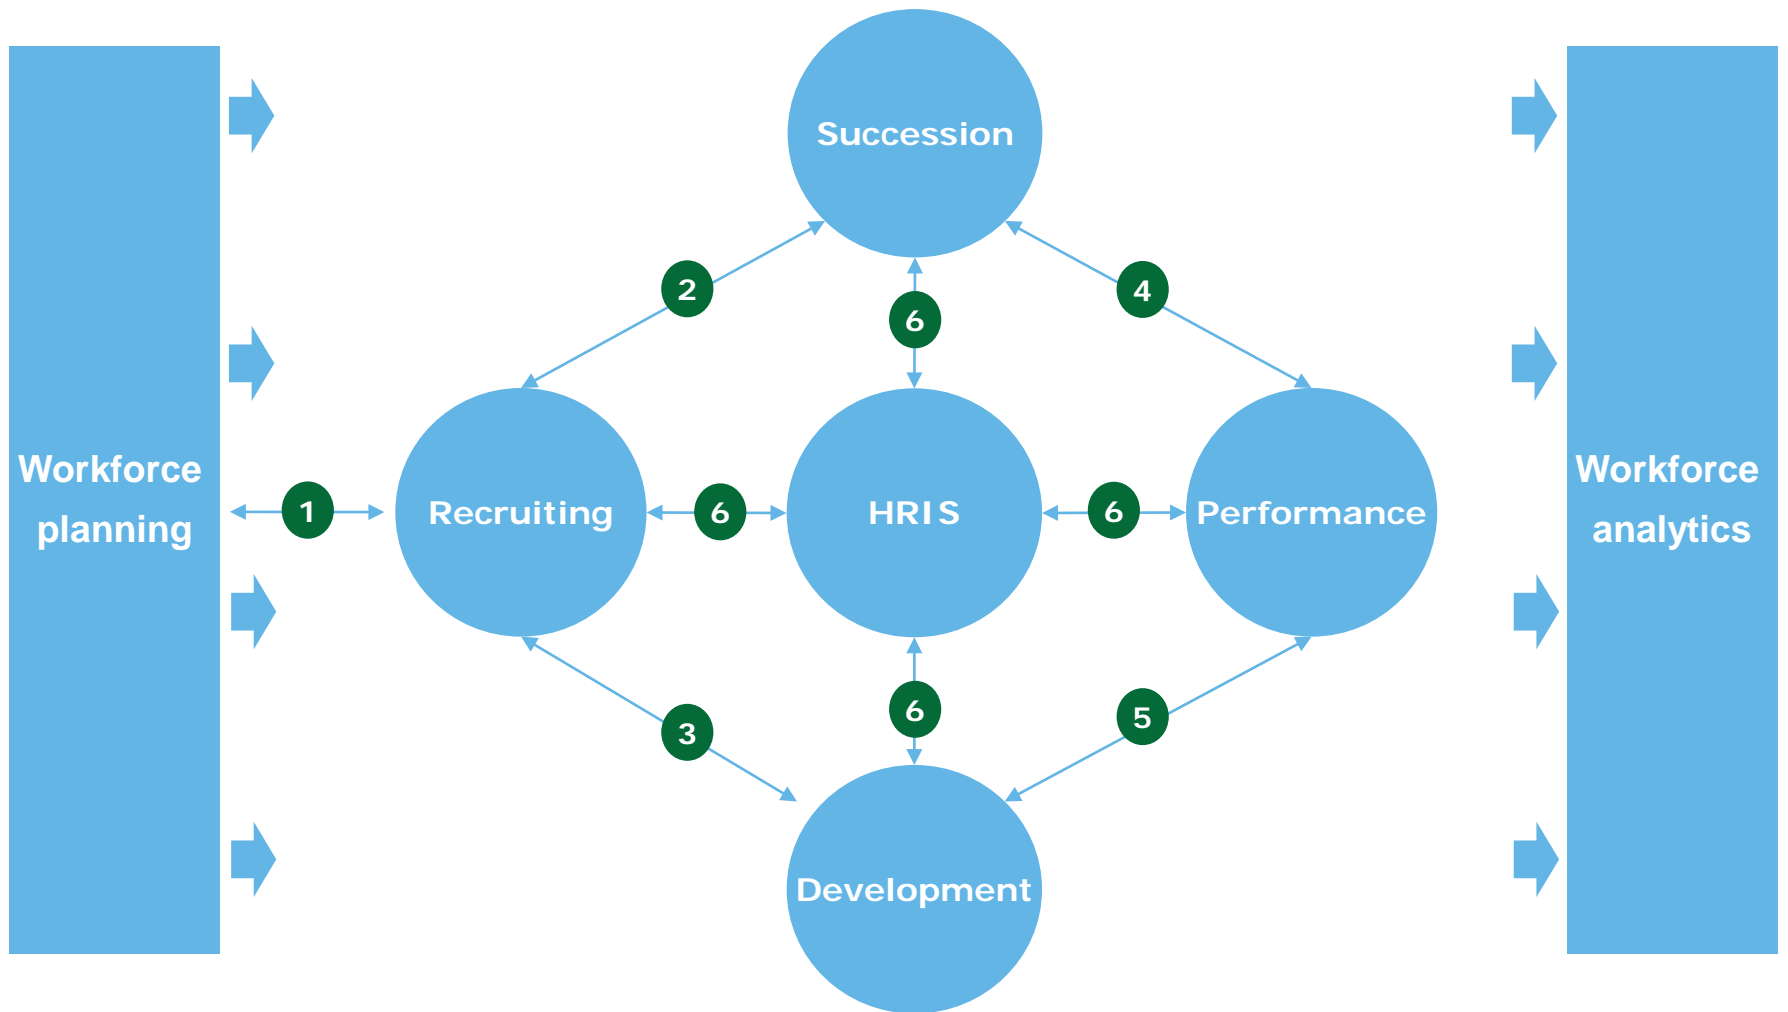 Succession
2
4
6
Workforce
planning
1
Recruiting
6
HRIS
6
Performance
Workforce
analytics
3
6
5
Development